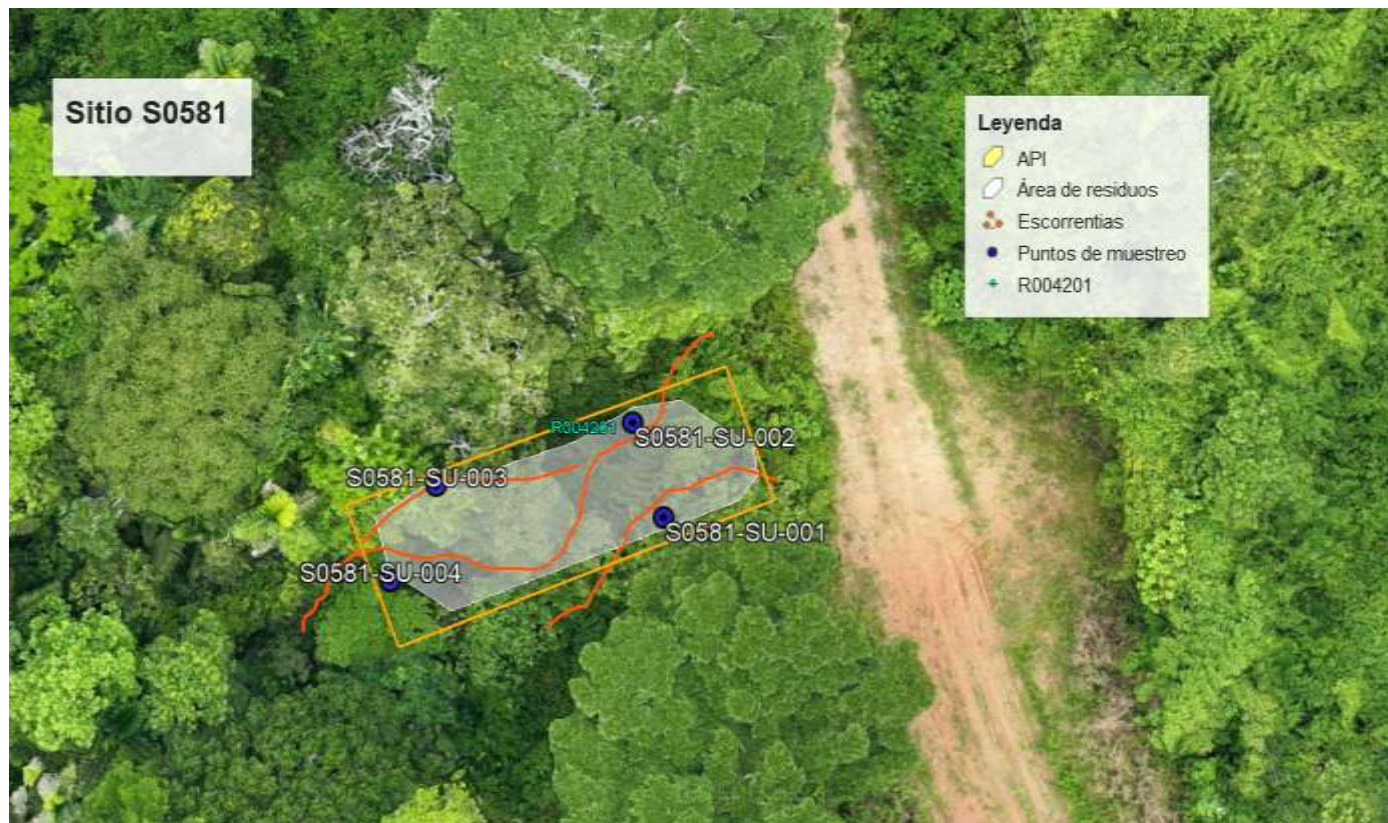 Sitio S0581
Leyenda
API
Área de residuos
Escorrentias
Puntos de muestreo
R004201
R004201
S0581-SU-002
S0581-SU-003
S0581-SU-001
S0581-SU-004